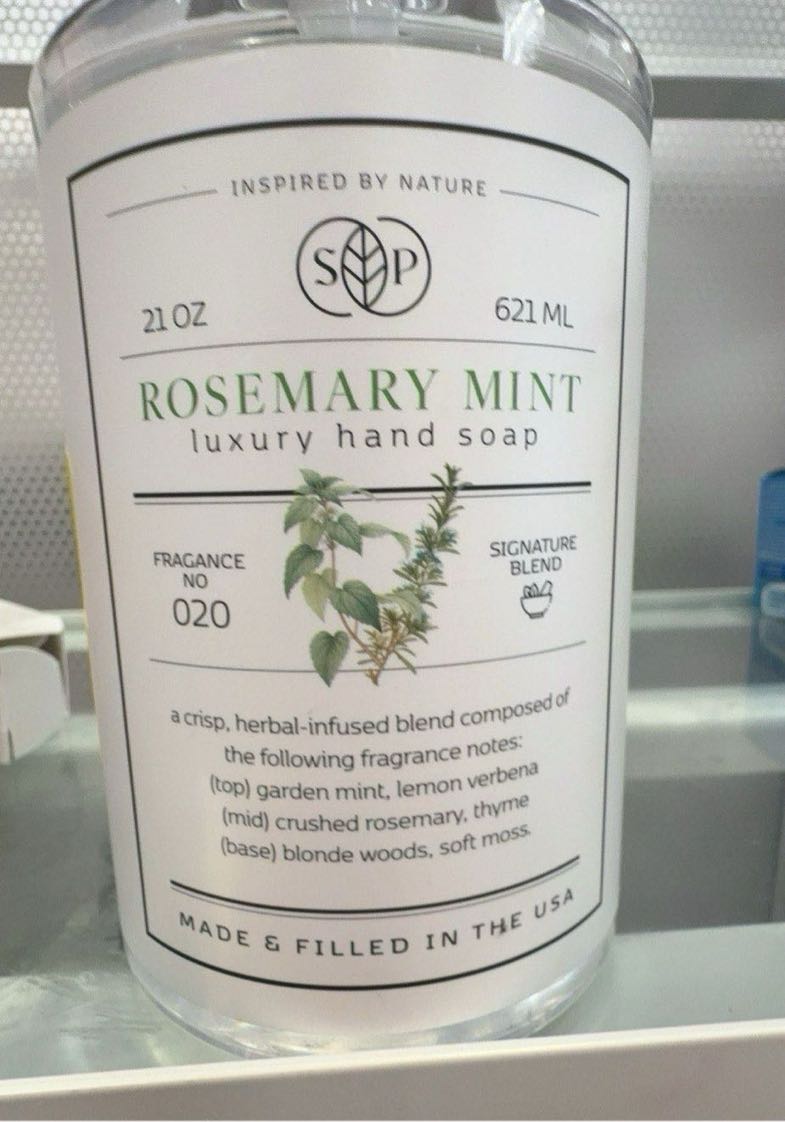 INSPIRED BY NATURE
S P
21 OZ
621 ML
ROSEMARY MINT
luxury hand soap
FRAGANCE
NO
020
SIGNATURE
BLEND
a crisp, herbal-infused blend composed of
the following fragrance notes:
(top) garden mint, lemon verbena
(mid) crushed rosemary, thyme
(base) blonde woods, soft moss.
MADE & FILLED IN THE USA